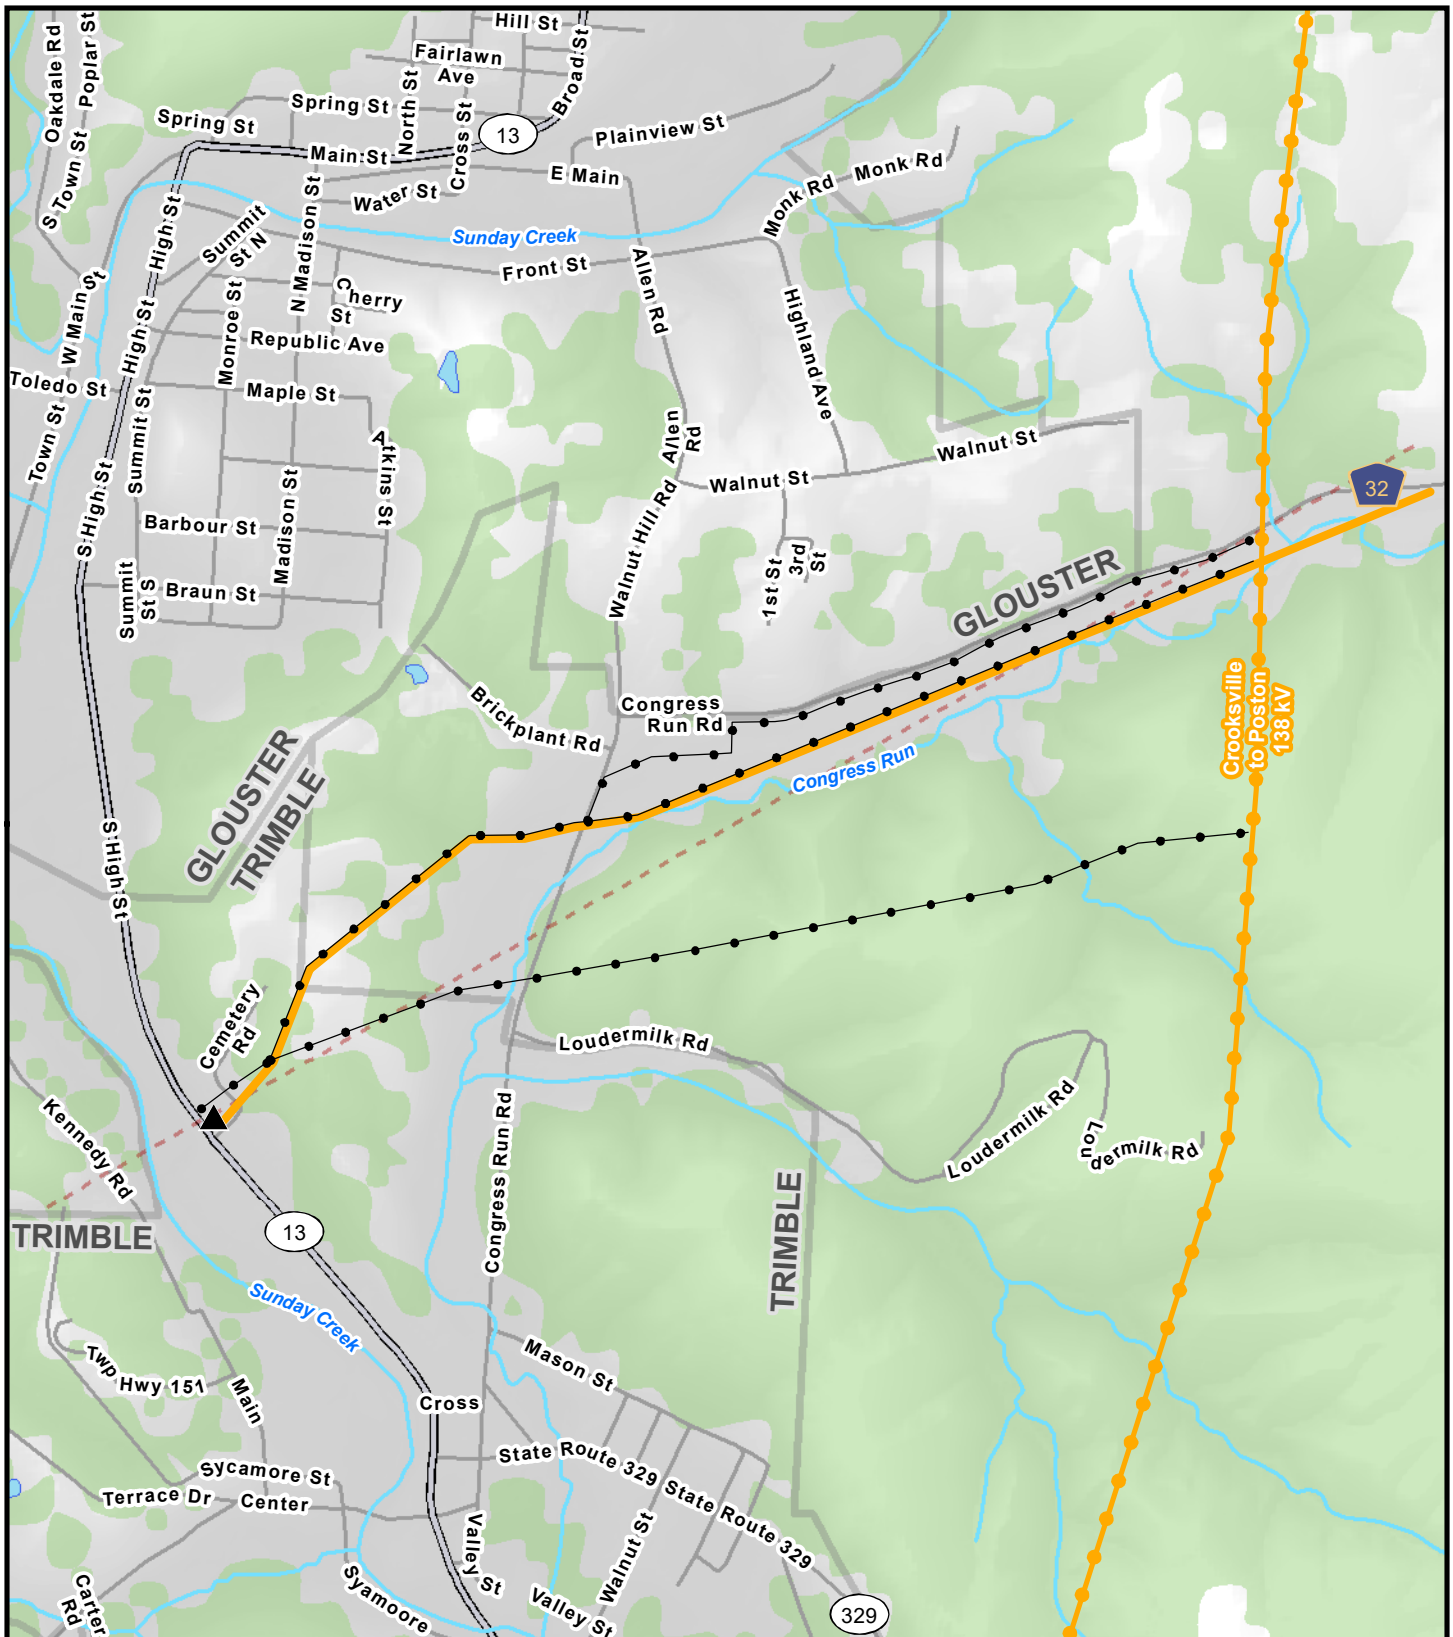 Hill St
Oakdale Rd
Poplar St
Fairlawn
Ave
Broad St
Spring St
North St
Cross St
Spring St
13
Plainview St
Main St
S Town St
E Main
Monk Rd
Water St
Monk Rd
High St
Summit
St N
N Madison St
Sunday Creek
Front St
Allen Rd
W Main St
Cherry
St
Highland Ave
High St
Monroe St
Republic Ave
Toledo St
Maple St
Town St
Summit St
Atkins St
Allen
Rd
Walnut St
Walnut St
32
S High St
Madison St
Barbour St
Walnut Hill Rd
1st St
3rd
St
Summit
St S
Braun St
GLOUSTER
Brickplant Rd
Congress
Run Rd
Crooksville
to Poston
138 kV
Congress Run
GLOUSTER
TRIMBLE
S High St
Cemetery
Rd
Loudermilk Rd
Kennedy Rd
Congress Run Rd
Loudermilk Rd
Loudermilk Rd
TRIMBLE
TRIMBLE
13
Sunday Creek
Twp
Hwy 151
Mason St
Main
Cross
State Route 329
State Route 329
Sycamore St
Terrace Dr
Center
Valley St
Walnut St
Syamoore
Carter
Rd
Valley St
329